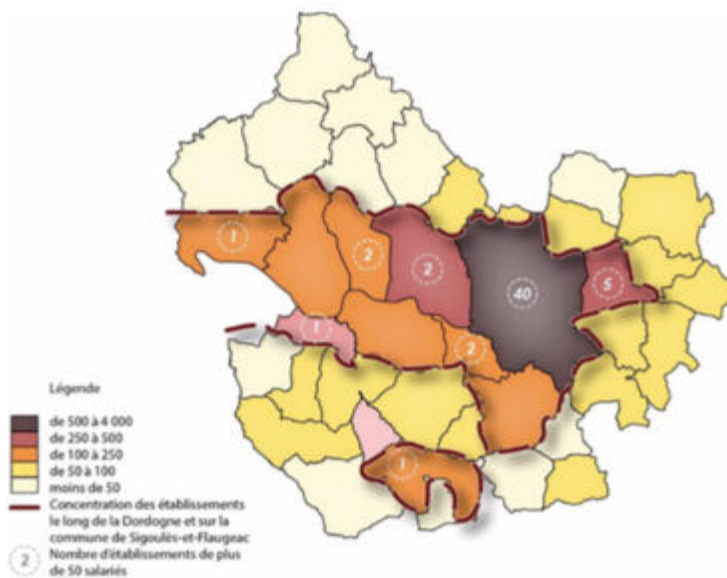 1
2
2
40
5
1
2
1
Légende
de 500 à 4 000
de 250 à 500
de 100 à 250
de 50 à 100
moins de 50
Concentration des établissements
le long de la Dordogne et sur la
commune de Sigoulès-et-Flaugeac
2 Nombre d'établissements de plus
de 50 salariés